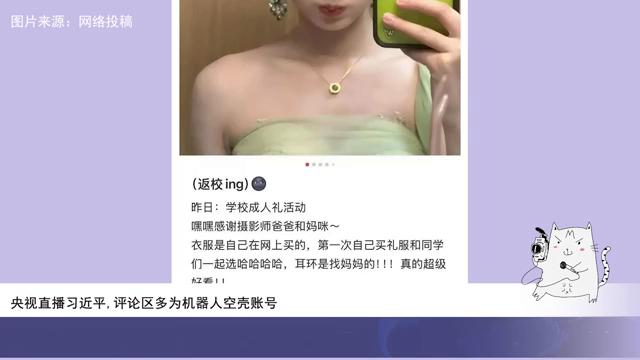 图片来源：网络投稿
(返校ing)
昨日：学校成人礼活动
嘿嘿感谢摄影师爸爸和妈咪～
衣服是自己在网上买的，第一次自己买礼服和同学
们一起选哈哈哈哈，耳环是找妈妈的!!! 真的超级
好看!!
央视直播习近平,评论区多为机器人空壳账号